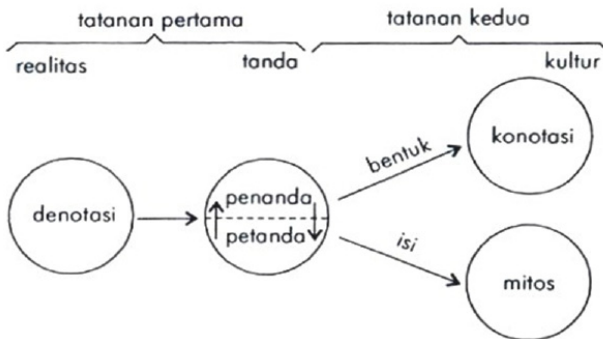 tatanan pertama tatanan kedua
realitas tanda kultur
konotasi
bentuk
denotasi
penanda
petanda
isi
mitos